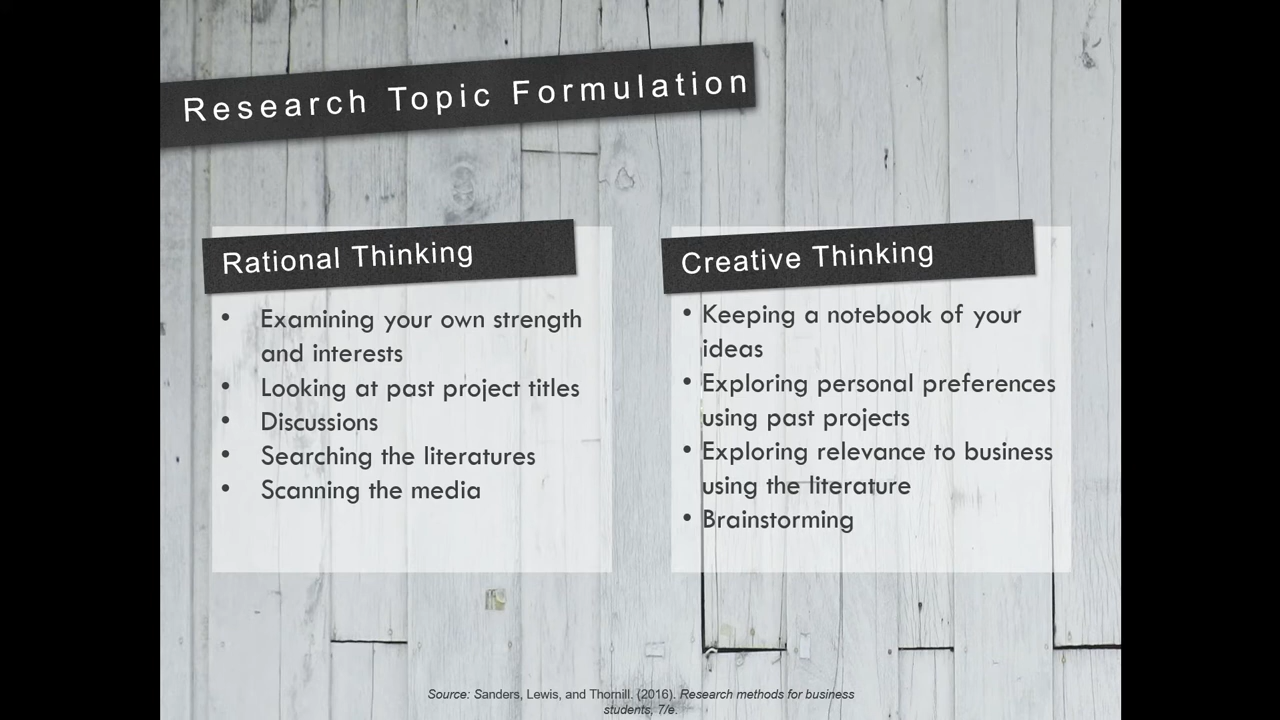 Research Topic Formulation
Rational Thinking
• Examining your own strength
and interests
• Looking at past project titles
• Discussions
• Searching the literatures
• Scanning the media
Creative Thinking
• Keeping a notebook of your
ideas
• Exploring personal preferences
using past projects
• Exploring relevance to business
using the literature
• Brainstorming
Source: Sanders, Lewis, and Thornill. (2016). Research methods for business
students, 7/e.